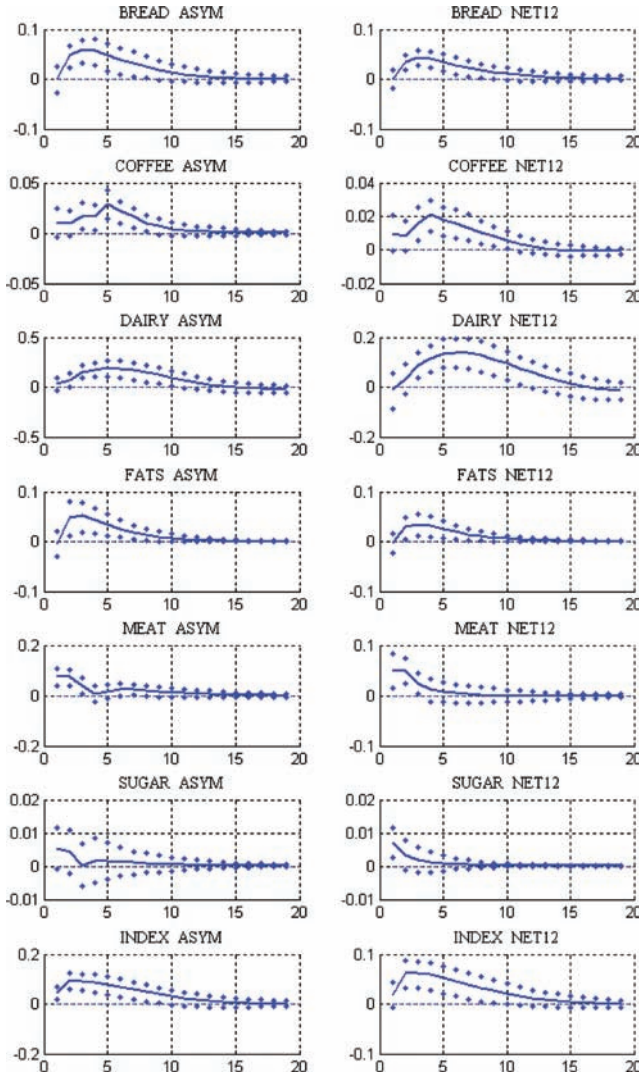 BREAD ASYM
BREAD NET12
0.1
0
-0.1
0 5 10 15 20
0.1
0
-0.1
0 5 10 15 20
COFFEE ASYM
COFFEE NET12
0.05
0
-0.05
0 5 10 15 20
0.04
0.02
0
-0.02
0 5 10 15 20
DAIRY ASYM
DAIRY NET12
0.5
0
-0.5
0 5 10 15 20
0.2
0
-0.2
0 5 10 15 20
FATS ASYM
FATS NET12
0.1
0
-0.1
0 5 10 15 20
0.1
0
-0.1
0 5 10 15 20
MEAT ASYM
MEAT NET12
0.2
0
-0.2
0 5 10 15 20
0.1
0
-0.1
0 5 10 15 20
SUGAR ASYM
SUGAR NET12
0.02
0.01
0
-0.01
0 5 10 15 20
0.02
0.01
0
-0.01
0 5 10 15 20
INDEX ASYM
INDEX NET12
0.2
0
-0.2
0 5 10 15 20
0.1
0
-0.1
0 5 10 15 20